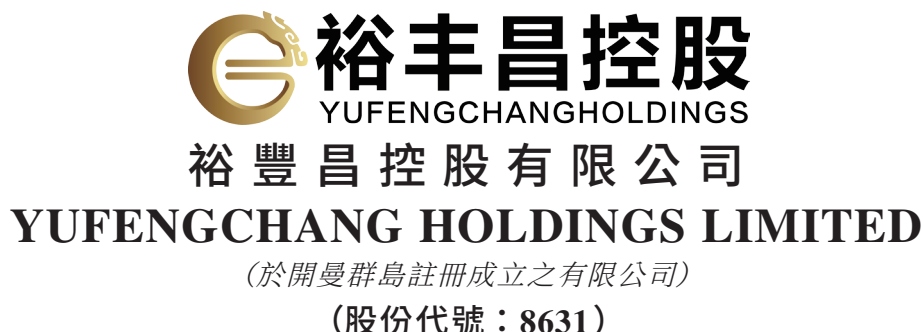 裕丰昌控股
YUFENGCHANGHOLDINGS
裕豐昌控股有限公司
YUFENGCHANG HOLDINGS LIMITED
(於開曼群島註冊成立之有限公司)
(股份代號：8631)